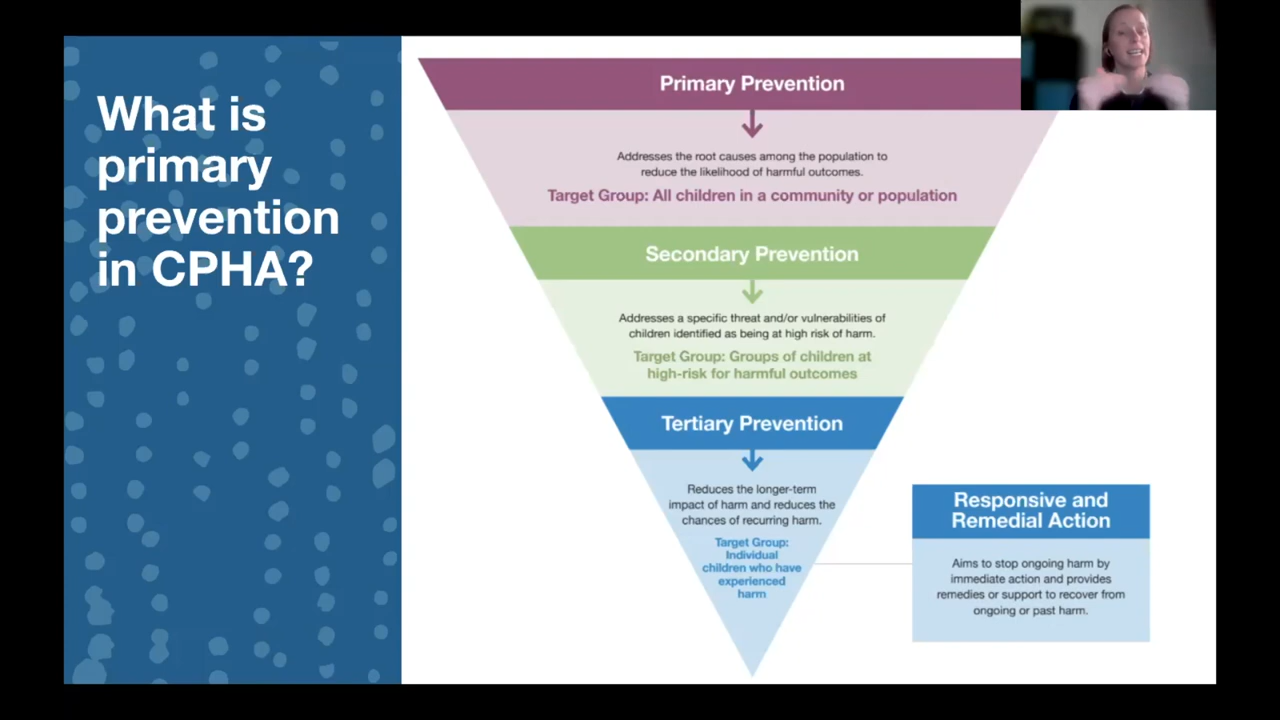 What is
primary
prevention
in CPHA?
Primary Prevention
Addresses the root causes among the population to
reduce the likelihood of harmful outcomes.
Target Group: All children in a community or population
Secondary Prevention
Addresses a specific threat and/or vulnerabilities of
children identified as being at high risk of harm.
Target Group: Groups of children at
high-risk for harmful outcomes
Tertiary Prevention
Reduces the longer-term
impact of harm and reduces the
chances of recurring harm.
Target Group:
Individual
children who have
experienced
harm
Responsive and
Remedial Action
Aims to stop ongoing harm by
immediate action and provides
remedies or support to recover from
ongoing or past harm.